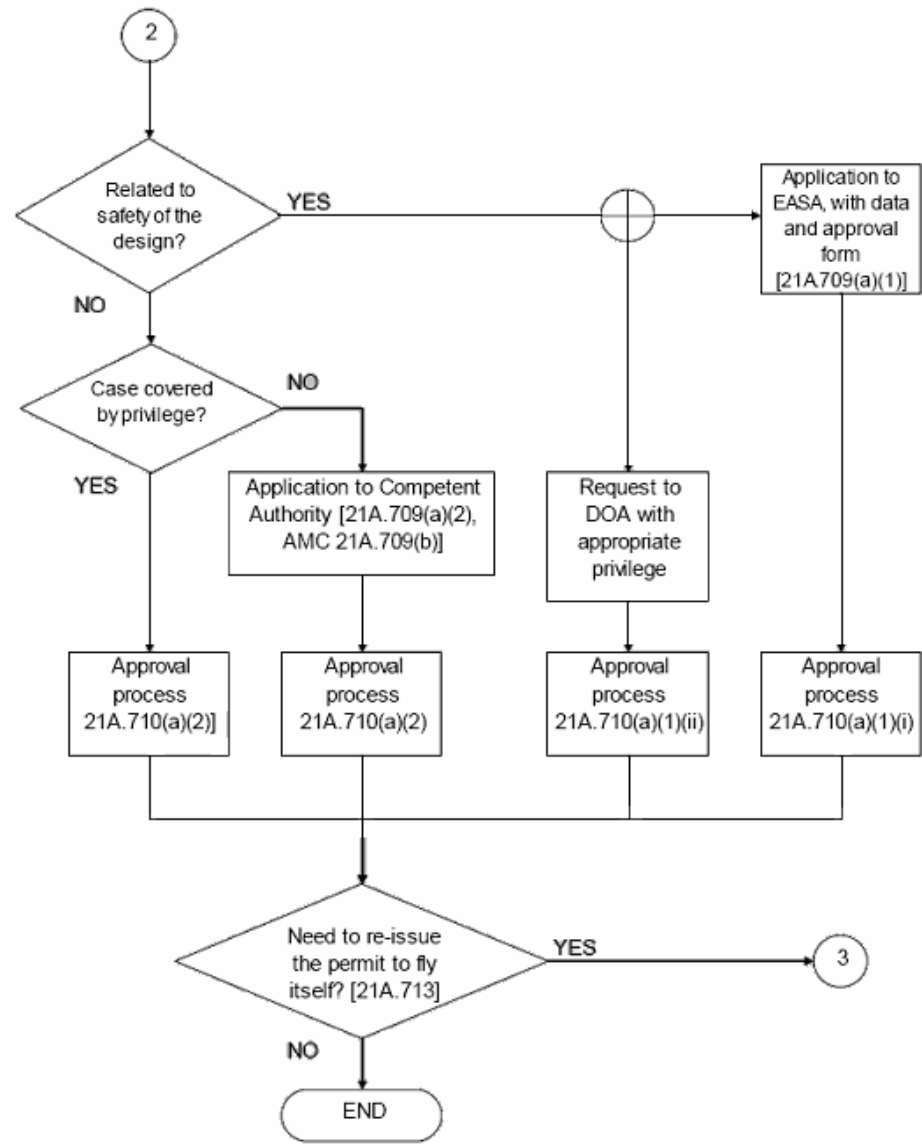 2
Related to
safety of the
design?
YES
Application to
EASA, with data
and approval
form
[21A.709(a)(1)]
NO
Case covered
by privilege?
NO
YES
Application to Competent
Authority [21A.709(a)(2),
AMC 21A.709(b)]
Request to
DOA with
appropriate
privilege
Approval
process
21A.710(a)(2)]
Approval
process
21A.710(a)(2)
Approval
process
21A.710(a)(1)(ii)
Approval
process
21A.710(a)(1)(i)
Need to re-issue
the permit to fly
itself? [21A.713]
YES
3
NO
END